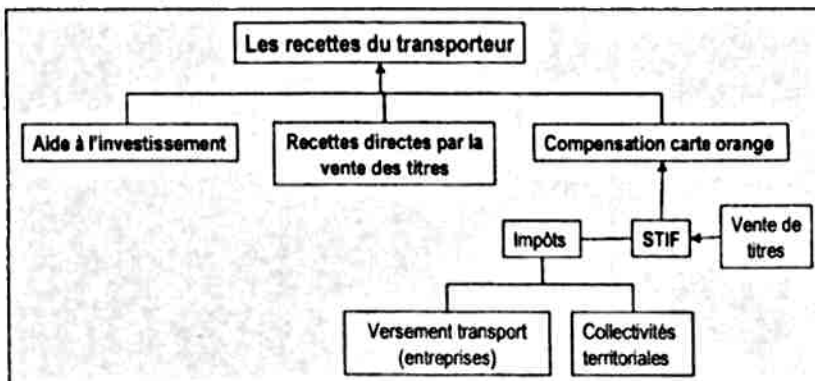 Les recettes du transporteur
Aide à l'investissement
Recettes directes par la
vente des titres
Compensation carte orange
Impôts
STIF
Vente de
titres
Versement transport
(entreprises)
Collectivités
territoriales